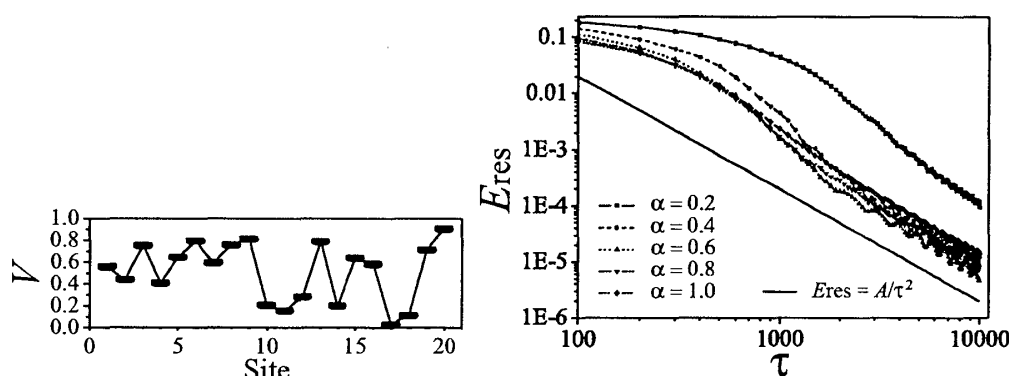 1.0
0.8
0.6
0.4
0.2
0.0
V
0 5 10 15 20
Site
0.1
0.01
1E-3
1E-4
1E-5
1E-6
Eres
α = 0.2
α = 0.4
α = 0.6
α = 0.8
α = 1.0
Eres = A/τ²
100 1000 10000
τ